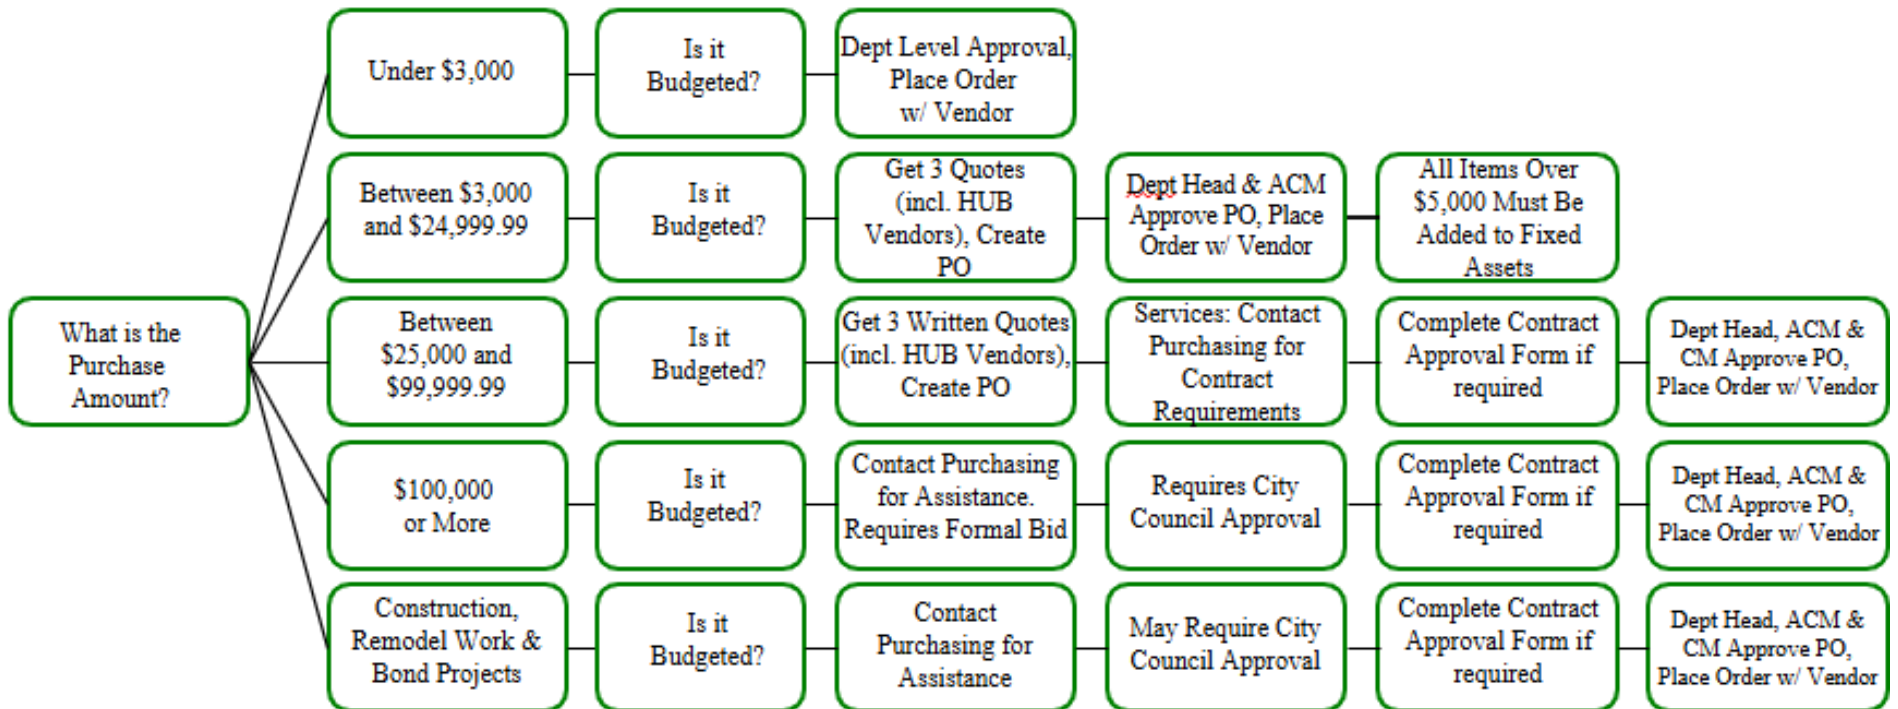 What is the
Purchase
Amount?
Under $3,000
Is it
Budgeted?
Dept Level Approval,
Place Order
w/ Vendor
Between $3,000
and $24,999.99
Is it
Budgeted?
Get 3 Quotes
(incl. HUB
Vendors), Create
PO
Dept Head & ACM
Approve PO, Place
Order w/ Vendor
All Items Over
$5,000 Must Be
Added to Fixed
Assets
Between
$25,000 and
$99,999.99
Is it
Budgeted?
Get 3 Written Quotes
(incl. HUB Vendors),
Create PO
Services: Contact
Purchasing for
Contract
Requirements
Complete Contract
Approval Form if
required
Dept Head, ACM &
CM Approve PO,
Place Order w/ Vendor
$100,000
or More
Is it
Budgeted?
Contact Purchasing
for Assistance.
Requires Formal Bid
Requires City
Council Approval
Complete Contract
Approval Form if
required
Dept Head, ACM &
CM Approve PO,
Place Order w/ Vendor
Construction,
Remodel Work &
Bond Projects
Is it
Budgeted?
Contact
Purchasing for
Assistance
May Require City
Council Approval
Complete Contract
Approval Form if
required
Dept Head, ACM &
CM Approve PO,
Place Order w/ Vendor